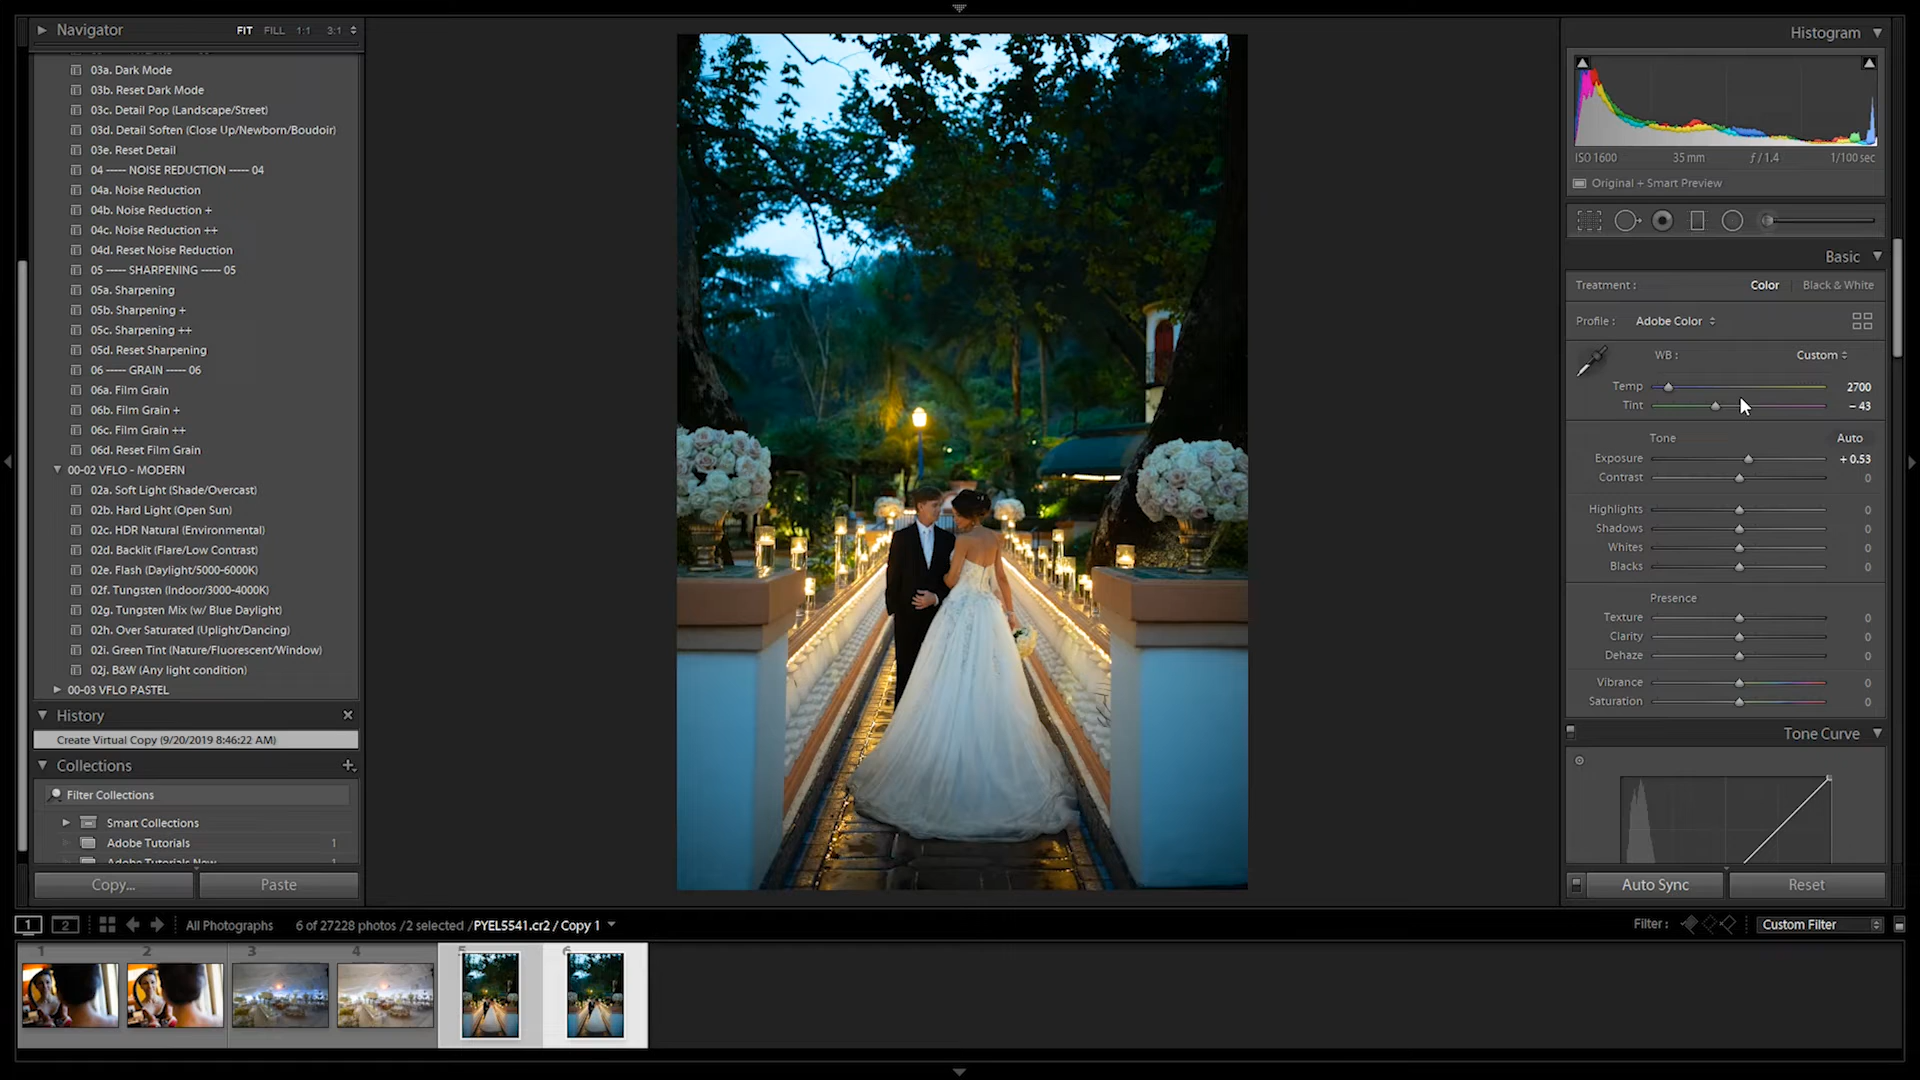 Navigator
FIT FILL 1:1 3:1
03a. Dark Mode
03b. Reset Dark Mode
03c. Detail Pop (Landscape/Street)
03d. Detail Soften (Close Up/Newborn/Boudoir)
03e. Reset Detail
04 ----- NOISE REDUCTION ----- 04
04a. Noise Reduction
04b. Noise Reduction +
04c. Noise Reduction ++
04d. Reset Noise Reduction
05 ----- SHARPENING ----- 05
05a. Sharpening
05b. Sharpening +
05c. Sharpening ++
05d. Reset Sharpening
06 ----- GRAIN ----- 06
06a. Film Grain
06b. Film Grain +
06c. Film Grain ++
06d. Reset Film Grain
00-02 VFLO - MODERN
02a. Soft Light (Shade/Overcast)
02b. Hard Light (Open Sun)
02c. HDR Natural (Environmental)
02d. Backlit (Flare/Low Contrast)
02e. Flash (Daylight/5000-6000K)
02f. Tungsten (Indoor/3000-4000K)
02g. Tungsten Mix (w/ Blue Daylight)
02h. Over Saturated (Uplight/Dancing)
02i. Green Tint (Nature/Fluorescent/Window)
02j. B&W (Any light condition)
00-03 VFLO PASTEL
History
Create Virtual Copy (9/20/2019 8:46:22 AM)
Collections
Filter Collections
Smart Collections
Adobe Tutorials 1
Adobe Tutorials New
Copy... Paste
Histogram
ISO 1600 35 mm ƒ / 1.4 1/100 sec
Original + Smart Preview
Basic
Treatment : Color Black & White
Profile : Adobe Color
WB : Custom
Temp 2700
Tint – 43
Tone Auto
Exposure + 0.53
Contrast 0
Highlights 0
Shadows 0
Whites 0
Blacks 0
Presence
Texture 0
Clarity 0
Dehaze 0
Vibrance 0
Saturation 0
Tone Curve
Auto Sync Reset
1 2 All Photographs 6 of 27228 photos /2 selected /PYEL5541.cr2 / Copy 1
Filter : Custom Filter
1 2 3 4 5 6